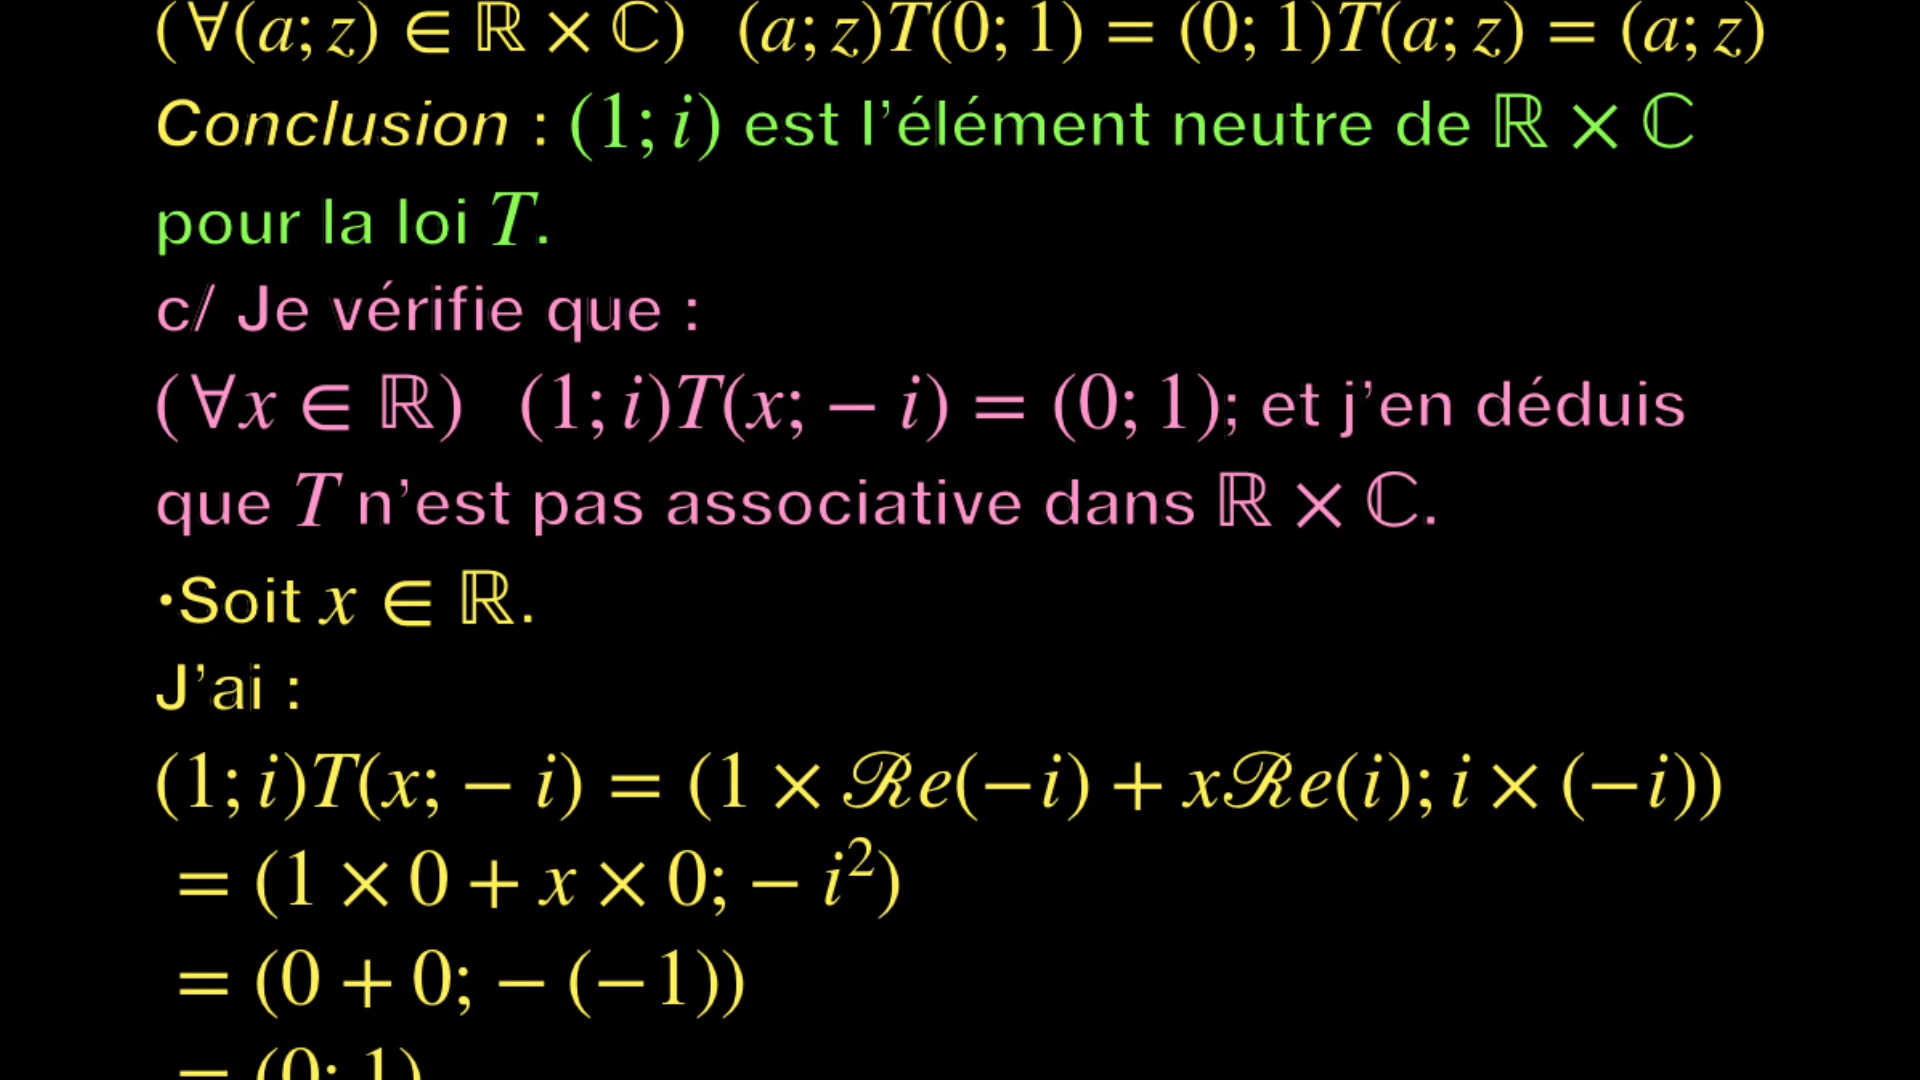 (∀(a; z) ∈ ℝ × ℂ) (a; z)T(0; 1) = (0; 1)T(a; z) = (a; z)
Conclusion : (1; i) est l’élément neutre de ℝ × ℂ
pour la loi T.
c/ Je vérifie que :
(∀x ∈ ℝ) (1; i)T(x; − i) = (0; 1); et j’en déduis
que T n’est pas associative dans ℝ × ℂ.
•Soit x ∈ ℝ.
J’ai :
(1; i)T(x; − i) = (1 × ℛe(−i) + xℛe(i); i × (−i))
= (1 × 0 + x × 0; − i²)
= (0 + 0; − (−1))
= (0; 1)